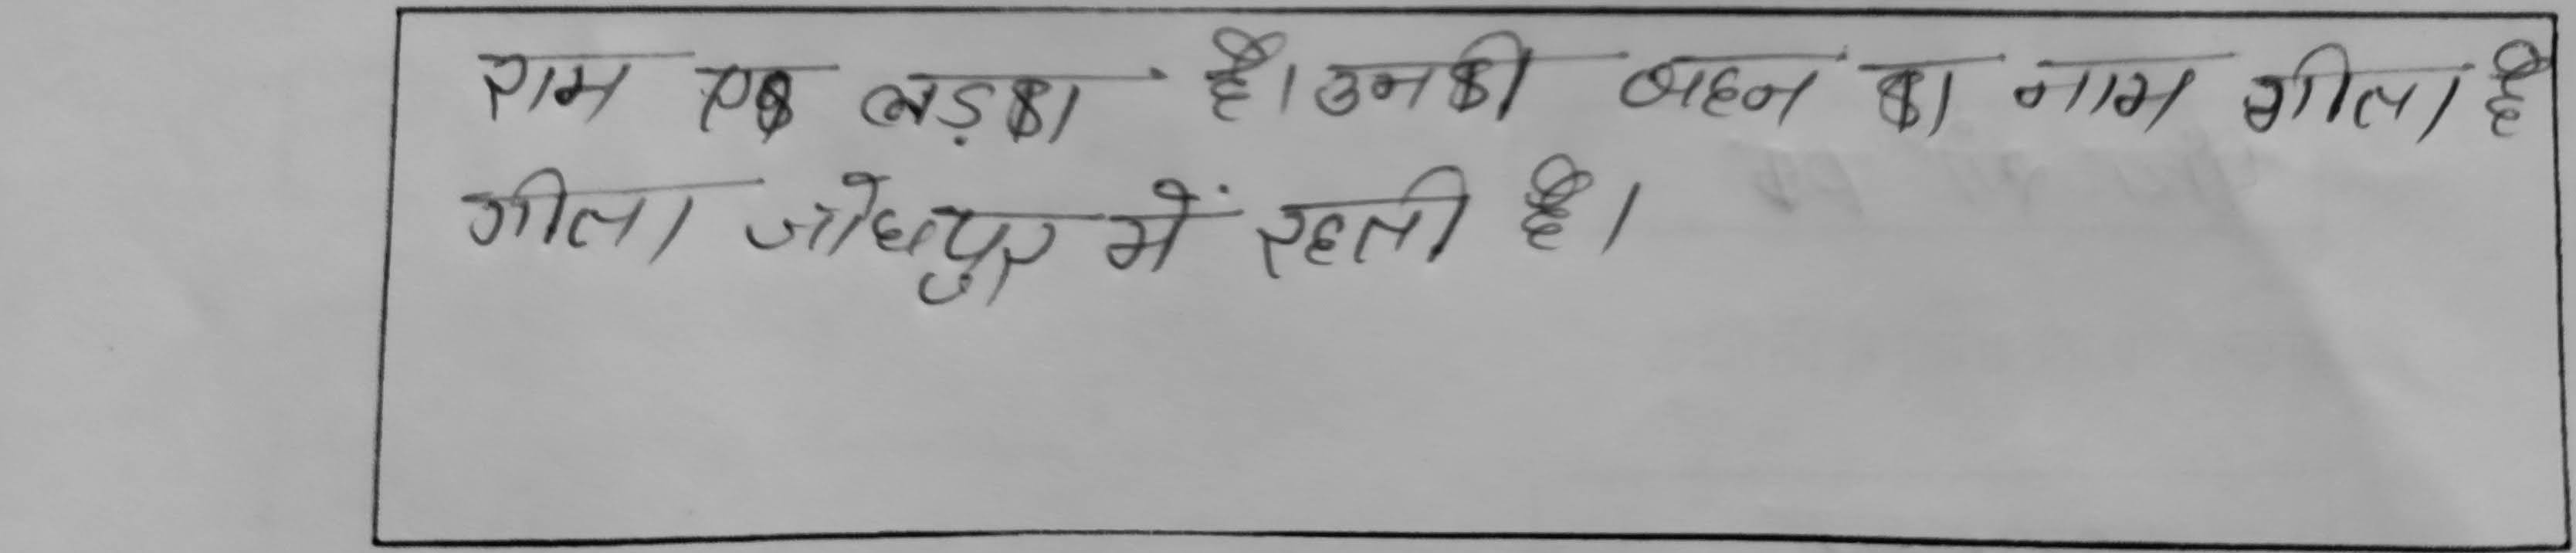 राम एक लड़का है। उनकी बहन का नाम गीता है
गीता जोधपुर में रहती है।